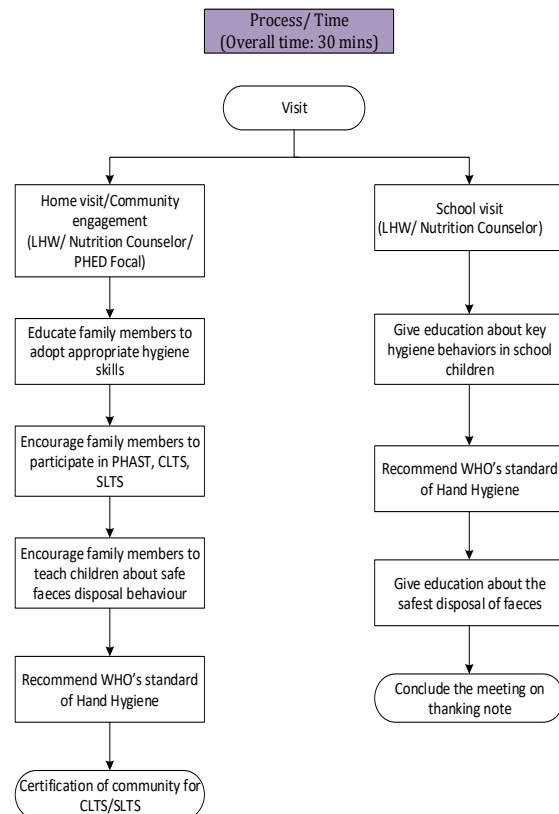 Process/ Time
(Overall time: 30 mins)
Visit
Home visit/Community
engagement
(LHW/ Nutrition Counselor/
PHED Focal)
Educate family members to
adopt appropriate hygiene
skills
Encourage family members to
participate in PHAST, CLTS,
SLTS
Encourage family members to
teach children about safe
faeces disposal behaviour
Recommend WHO's standard
of Hand Hygiene
Certification of community for
CLTS/SLTS
School visit
(LHW/ Nutrition Counselor)
Give education about key
hygiene behaviors in school
children
Recommend WHO's standard
of Hand Hygiene
Give education about the
safest disposal of faeces
Conclude the meeting on
thanking note